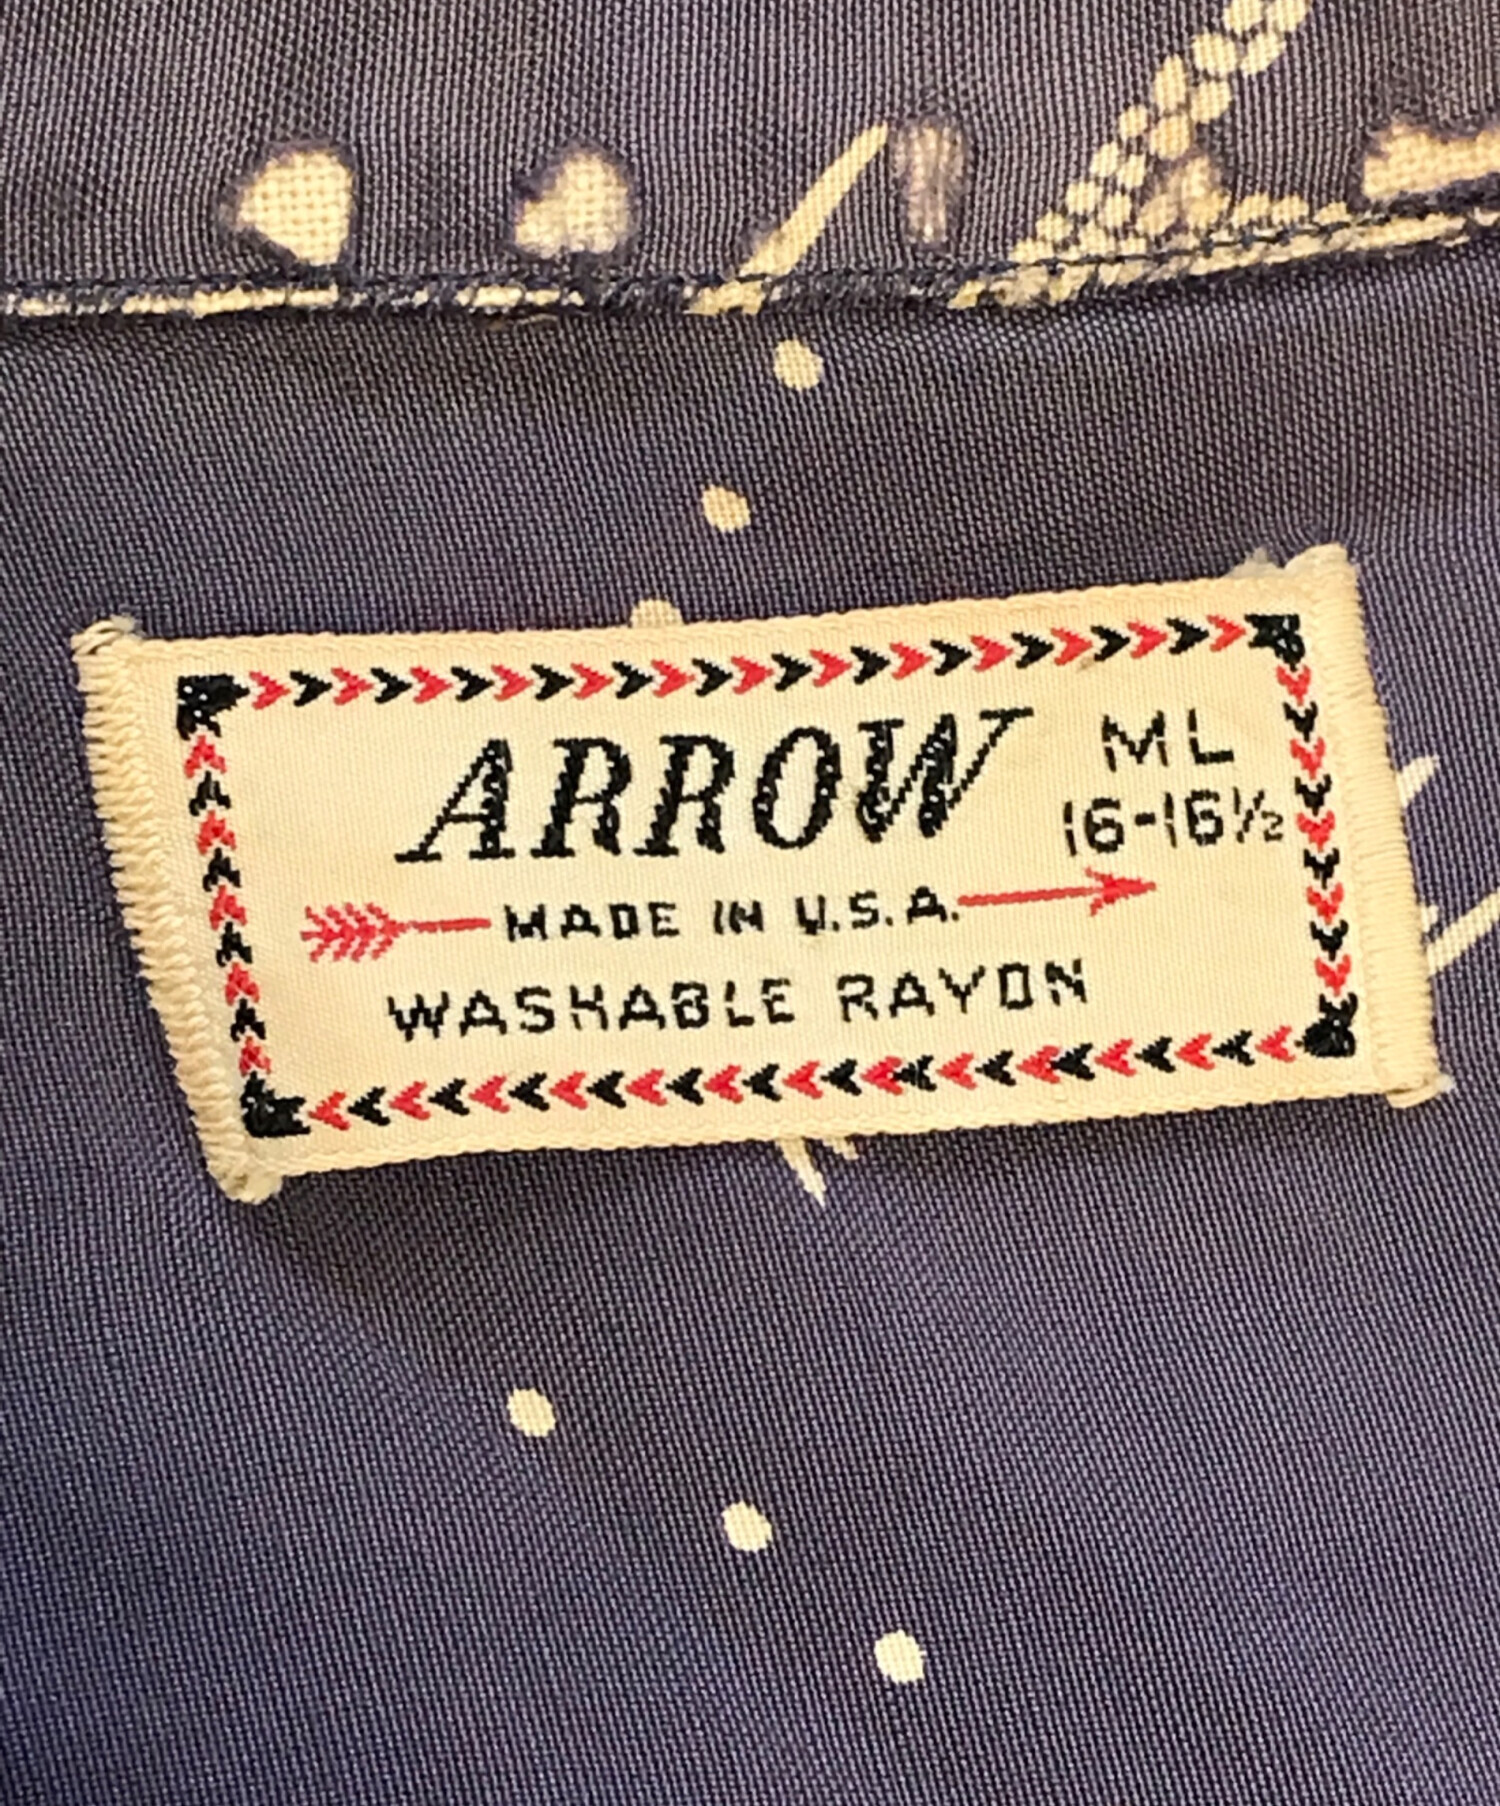 ARROW
ML
16-16½
MADE IN U.S.A.
WASHABLE RAYON